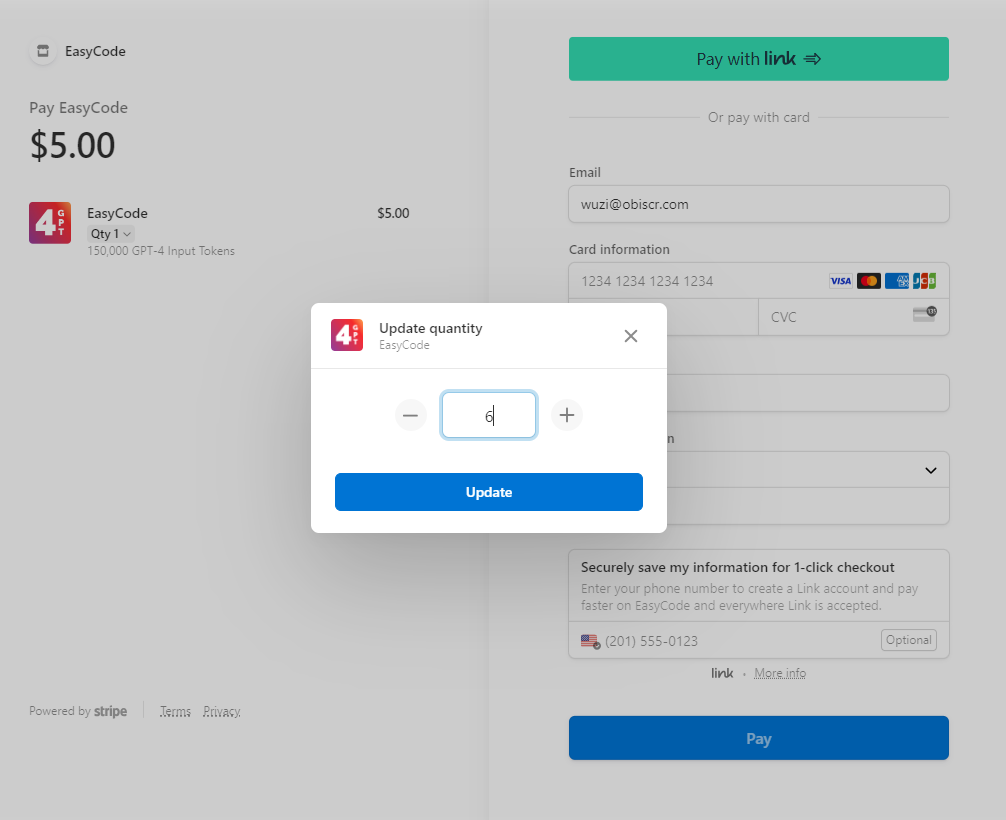 EasyCode
Pay EasyCode
$5.00
4 GPT
EasyCode
$5.00
Qty 1
150,000 GPT-4 Input Tokens
Powered by stripe
Terms
Privacy
Pay with link
Or pay with card
Email
wuzi@obiscr.com
Card information
1234 1234 1234 1234
VISA
AMEX
JCB
CVC
135
n
Securely save my information for 1-click checkout
Enter your phone number to create a Link account and pay
faster on EasyCode and everywhere Link is accepted.
(201) 555-0123
Optional
link • More info
Pay
4 GPT
Update quantity
EasyCode
6
Update